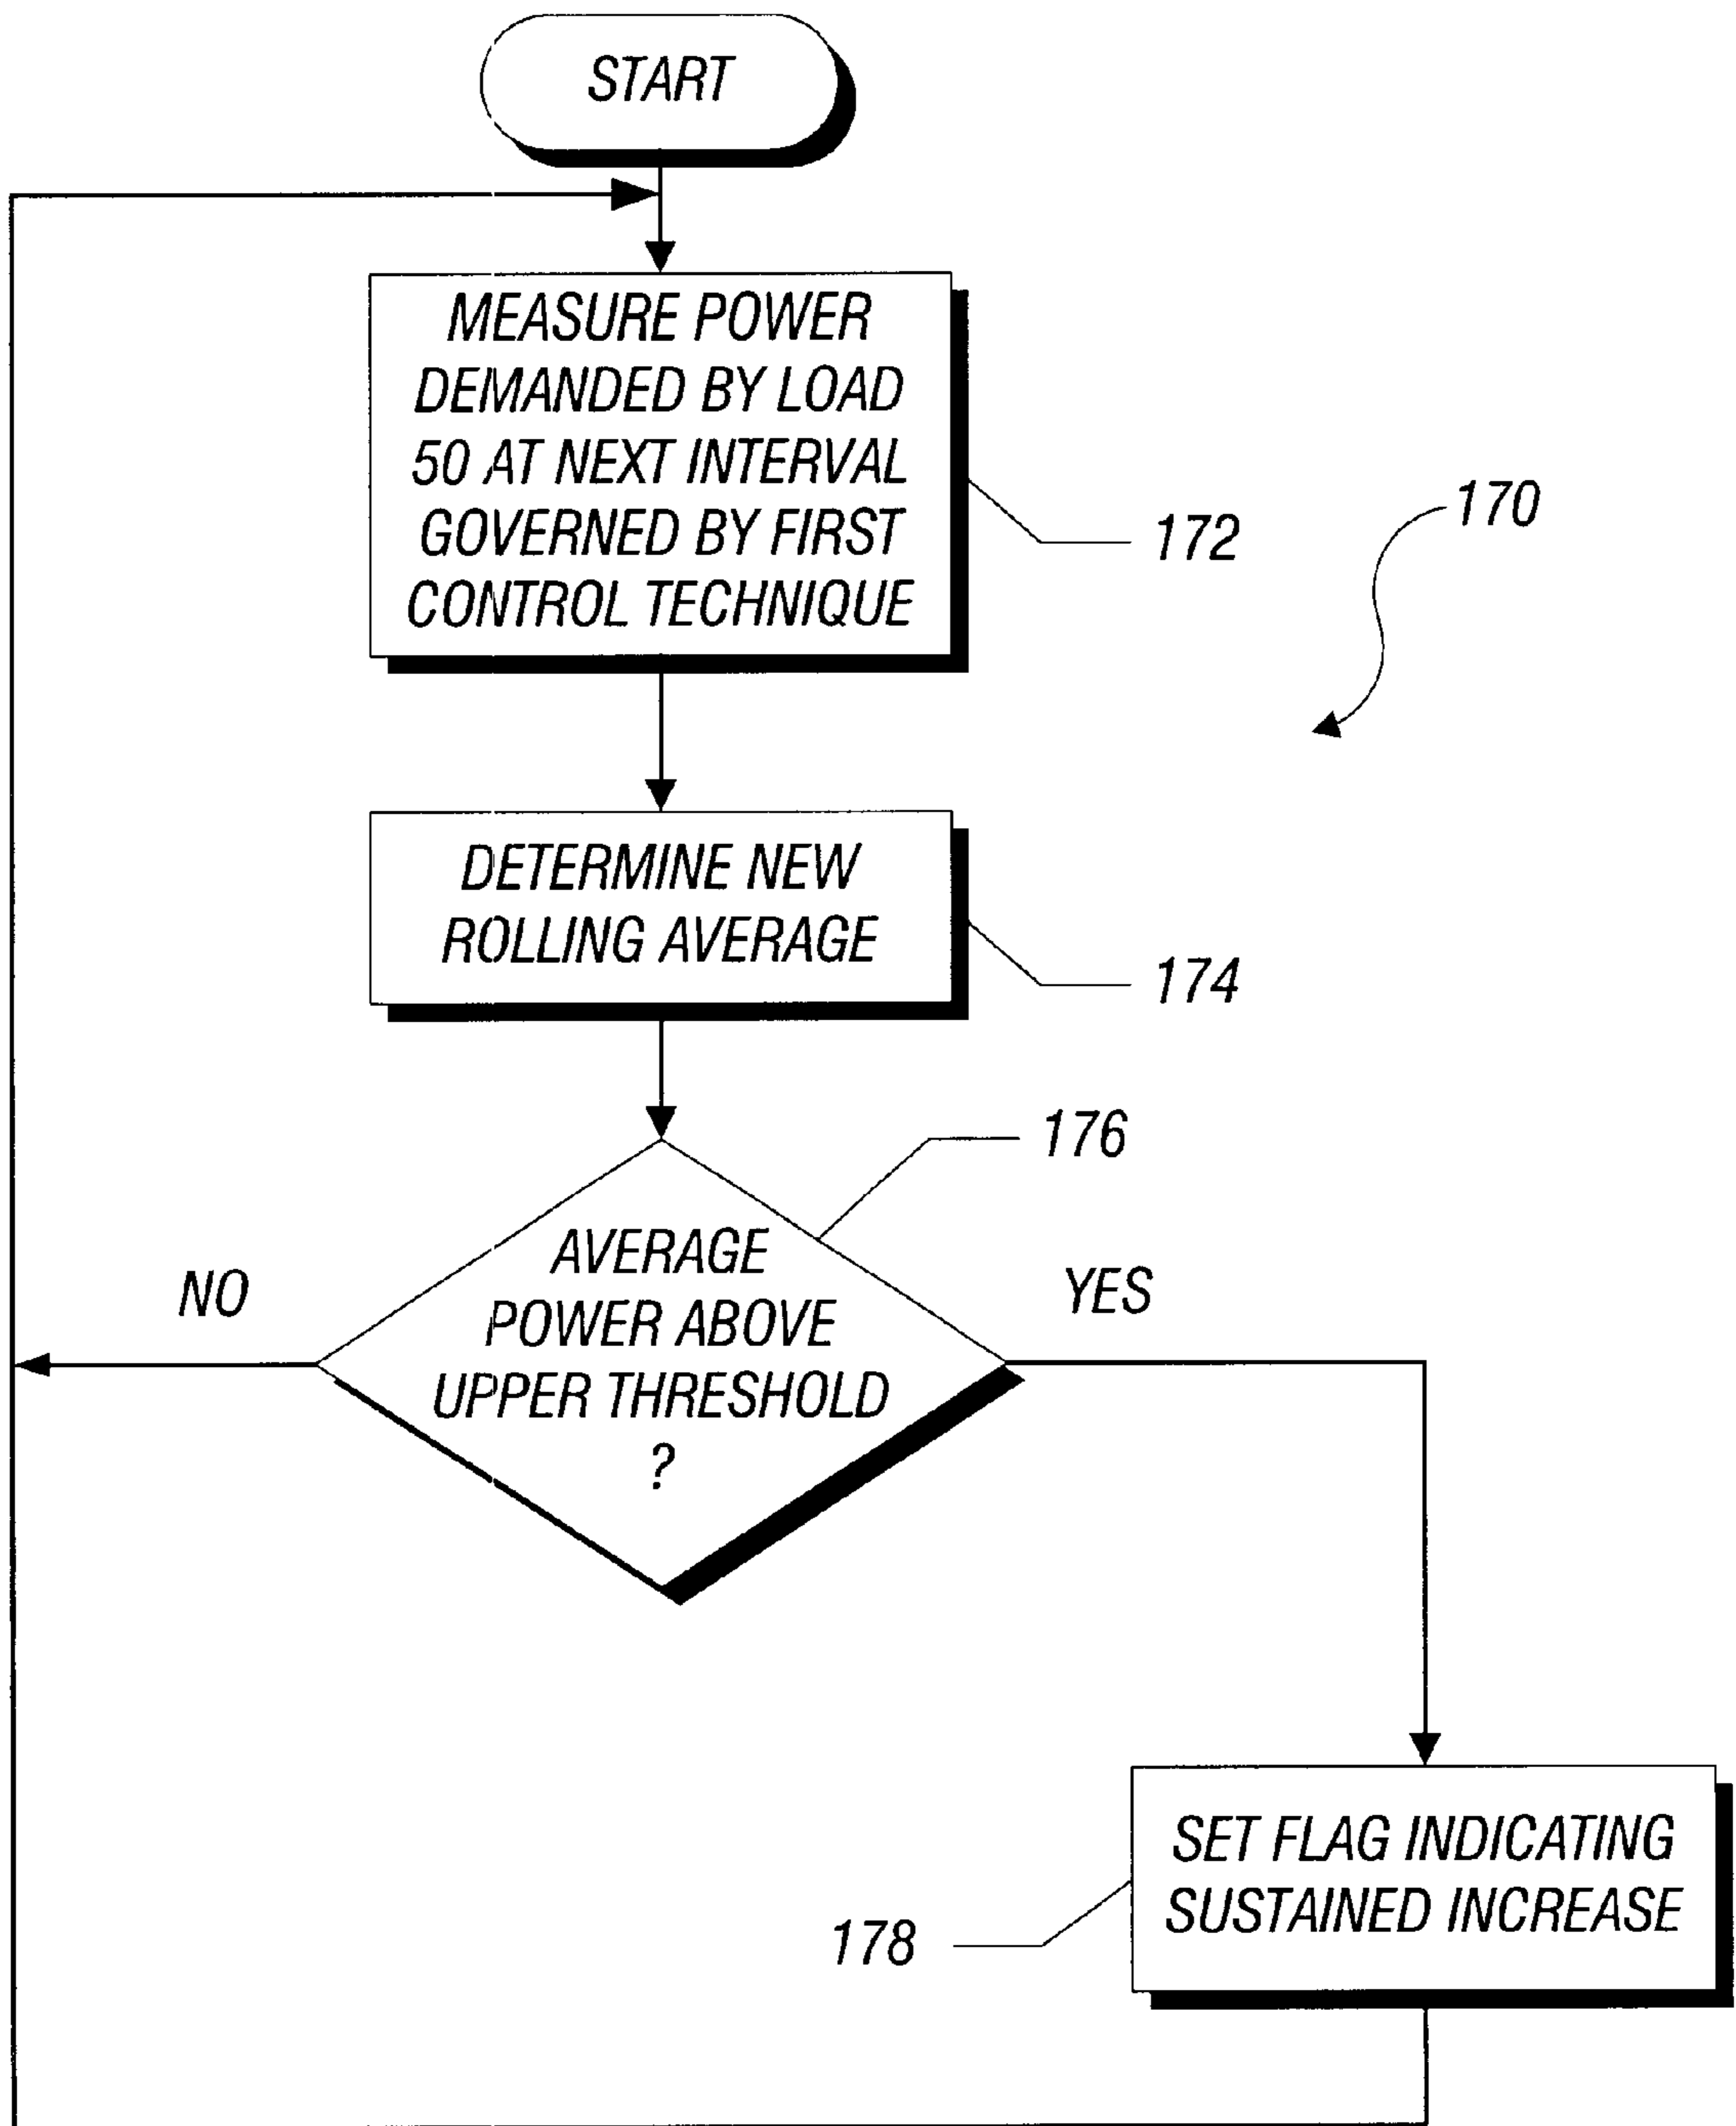 START
MEASURE POWER
DEMANDED BY LOAD
50 AT NEXT INTERVAL
GOVERNED BY FIRST
CONTROL TECHNIQUE
172
170
DETERMINE NEW
ROLLING AVERAGE
174
176
AVERAGE
POWER ABOVE
UPPER THRESHOLD
?
NO
YES
SET FLAG INDICATING
SUSTAINED INCREASE
178